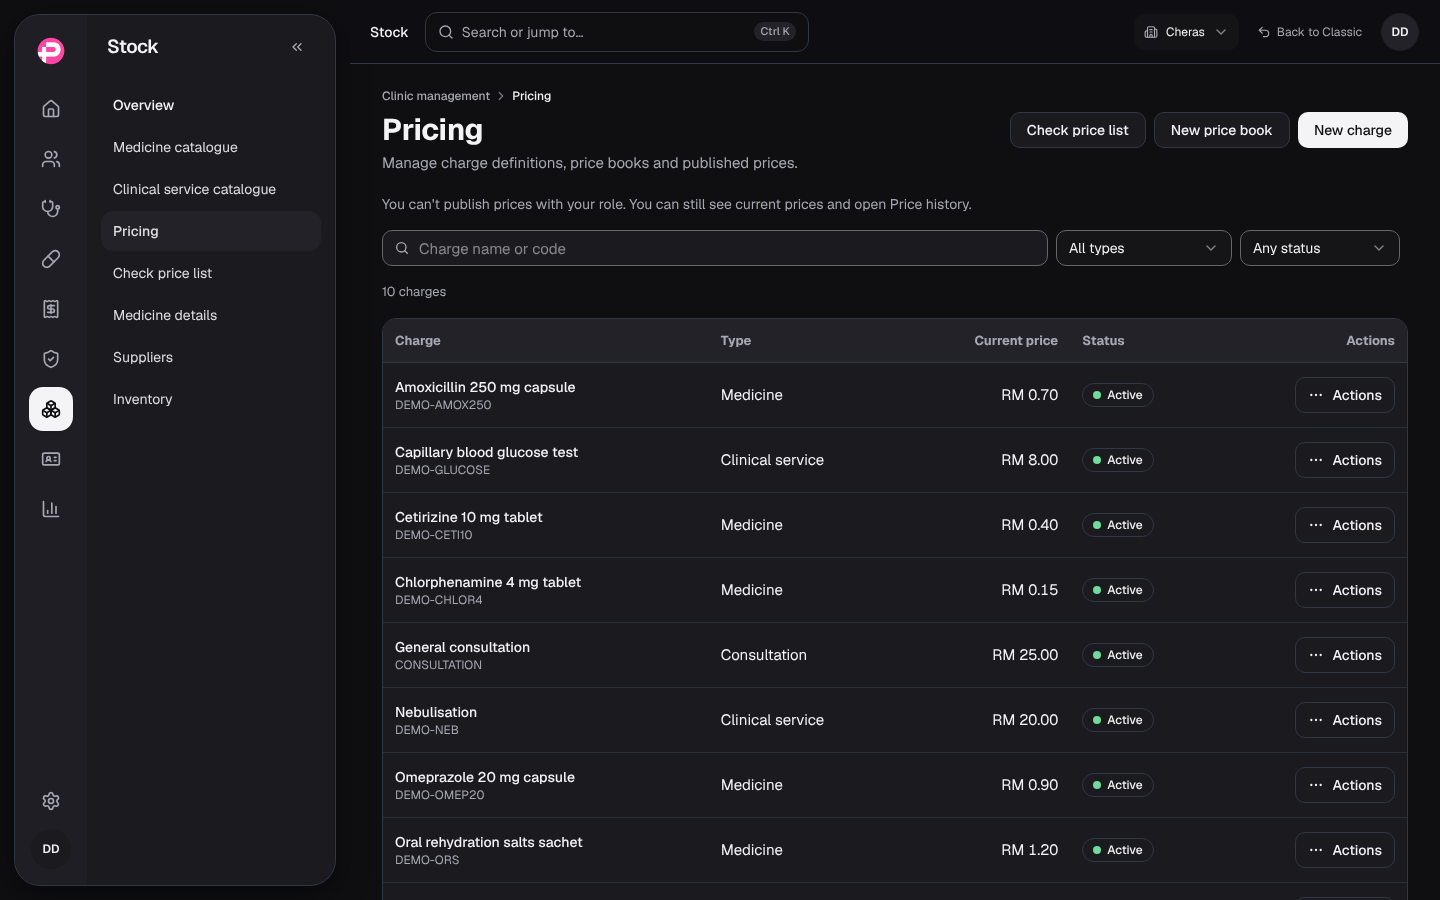 Stock
Overview
Medicine catalogue
Clinical service catalogue
Pricing
Check price list
Medicine details
Suppliers
Inventory
DD
Stock
Search or jump to...
Ctrl K
Cheras
Back to Classic
DD
Clinic management > Pricing
Pricing
Manage charge definitions, price books and published prices.
Check price list
New price book
New charge
You can't publish prices with your role. You can still see current prices and open Price history.
Charge name or code
All types
Any status
10 charges
Charge Type Current price Status Actions
Amoxicillin 250 mg capsule
DEMO-AMOX250
Medicine RM 0.70 Active ··· Actions
Capillary blood glucose test
DEMO-GLUCOSE
Clinical service RM 8.00 Active ··· Actions
Cetirizine 10 mg tablet
DEMO-CETI10
Medicine RM 0.40 Active ··· Actions
Chlorphenamine 4 mg tablet
DEMO-CHLOR4
Medicine RM 0.15 Active ··· Actions
General consultation
CONSULTATION
Consultation RM 25.00 Active ··· Actions
Nebulisation
DEMO-NEB
Clinical service RM 20.00 Active ··· Actions
Omeprazole 20 mg capsule
DEMO-OMEP20
Medicine RM 0.90 Active ··· Actions
Oral rehydration salts sachet
DEMO-ORS
Medicine RM 1.20 Active ··· Actions